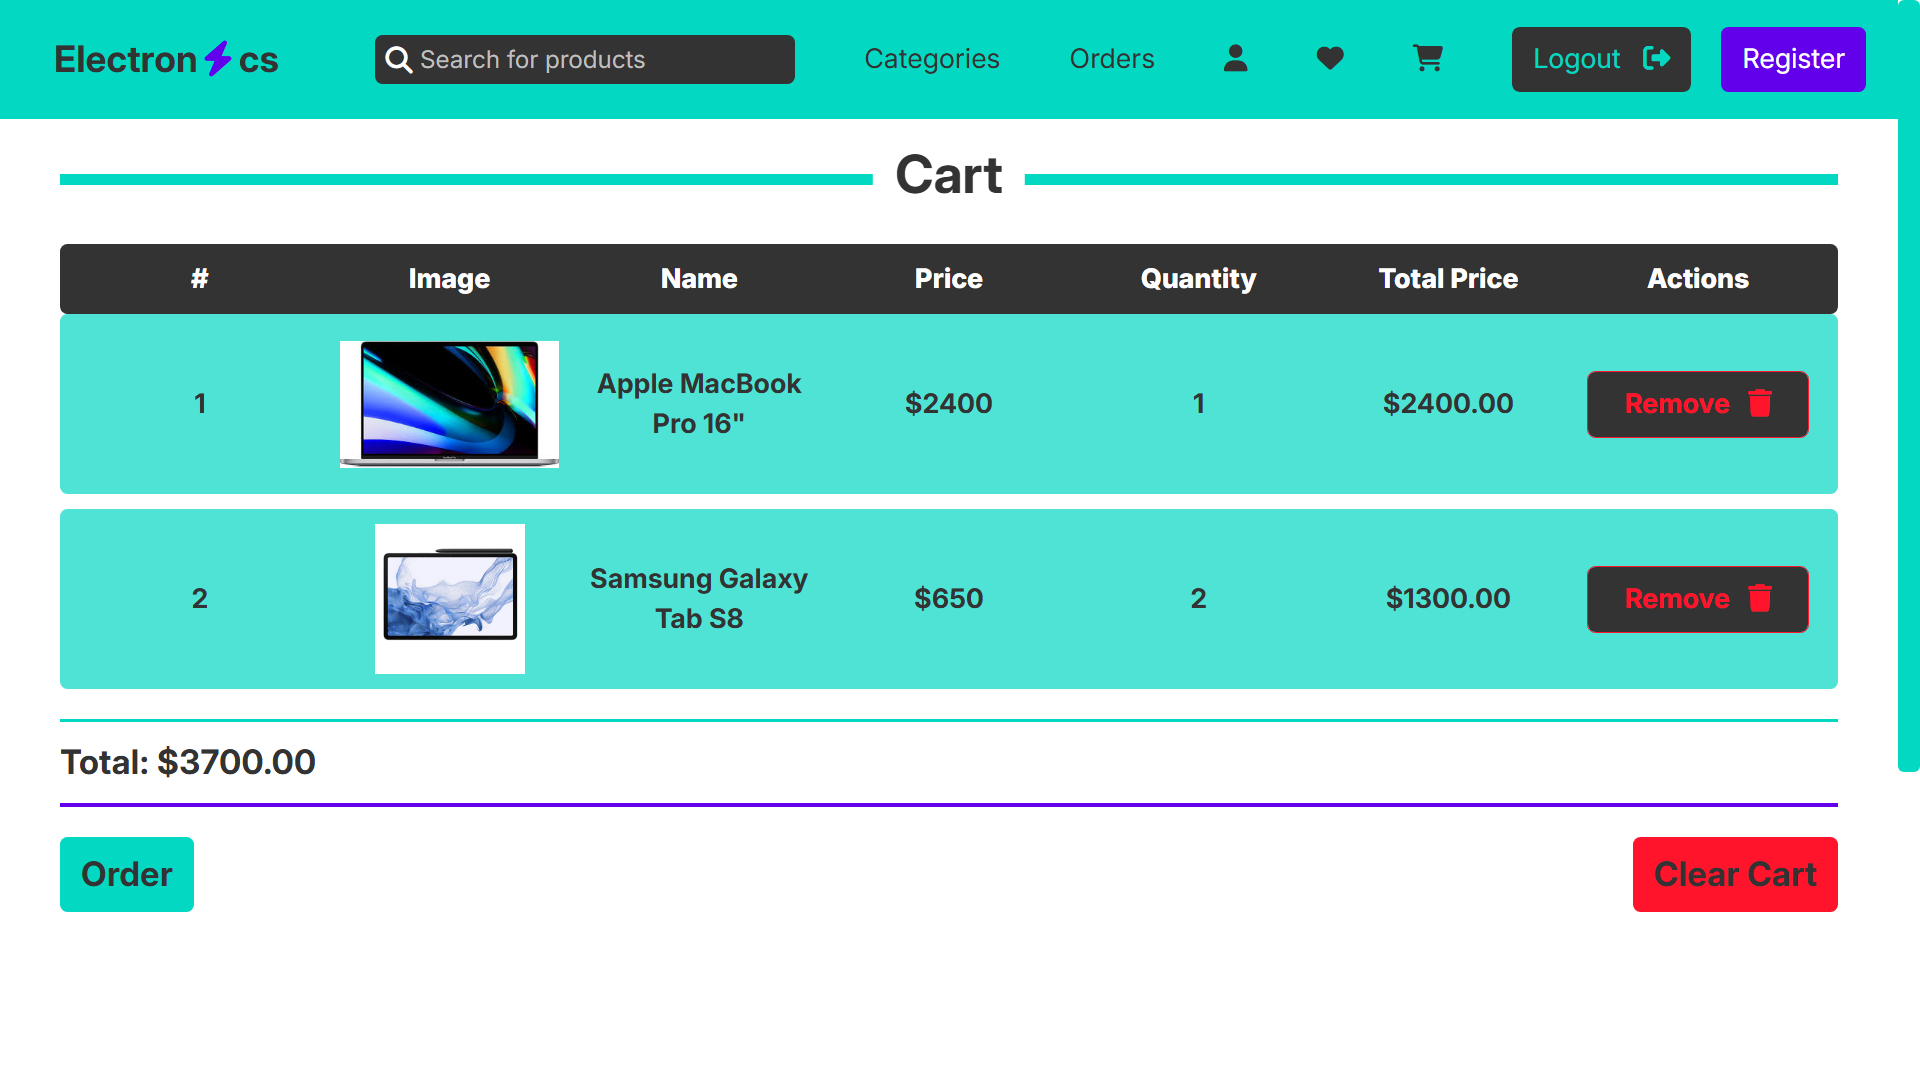 Electron cs
Search for products
Categories
Orders
Logout
Register
Cart
# Image Name Price Quantity Total Price Actions
1 Apple MacBook $2400 1 $2400.00 Remove
Pro 16"
2 Samsung Galaxy $650 2 $1300.00 Remove
Tab S8
Total: $3700.00
Order
Clear Cart